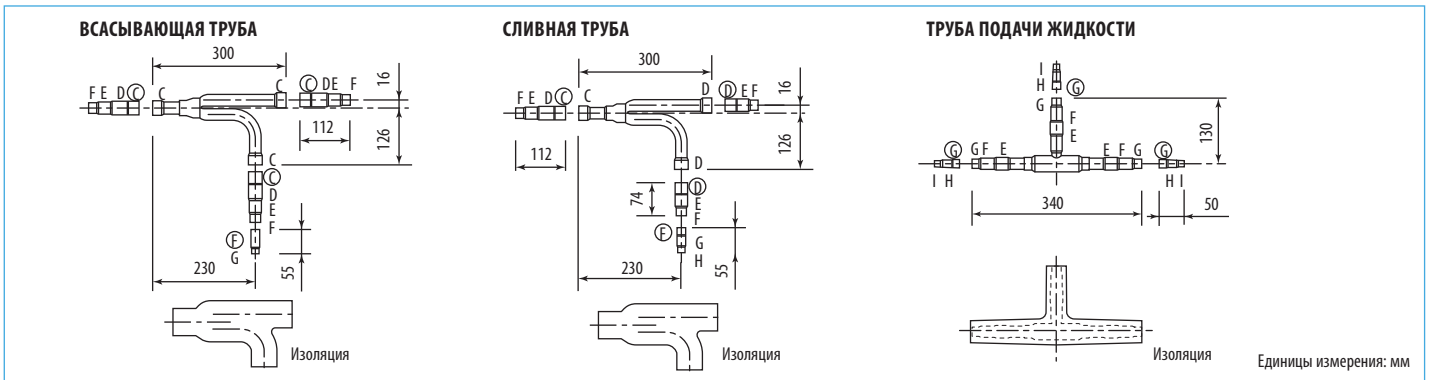 ВСАСЫВАЮЩАЯ ТРУБА
300
F E D Ⓒ C
C Ⓒ D E F
16
112
126
C
Ⓒ
D
E
F
Ⓕ
G
55
230
Изоляция
СЛИВНАЯ ТРУБА
300
F E D Ⓒ C
D Ⓓ E F
16
112
126
D
Ⓓ
74
E
F
Ⓕ
G
H
55
230
Изоляция
ТРУБА ПОДАЧИ ЖИДКОСТИ
I
H Ⓖ
G
F
E
130
Ⓖ G F E
E F G Ⓖ
I H
H I
340
50
Изоляция
Единицы измерения: мм